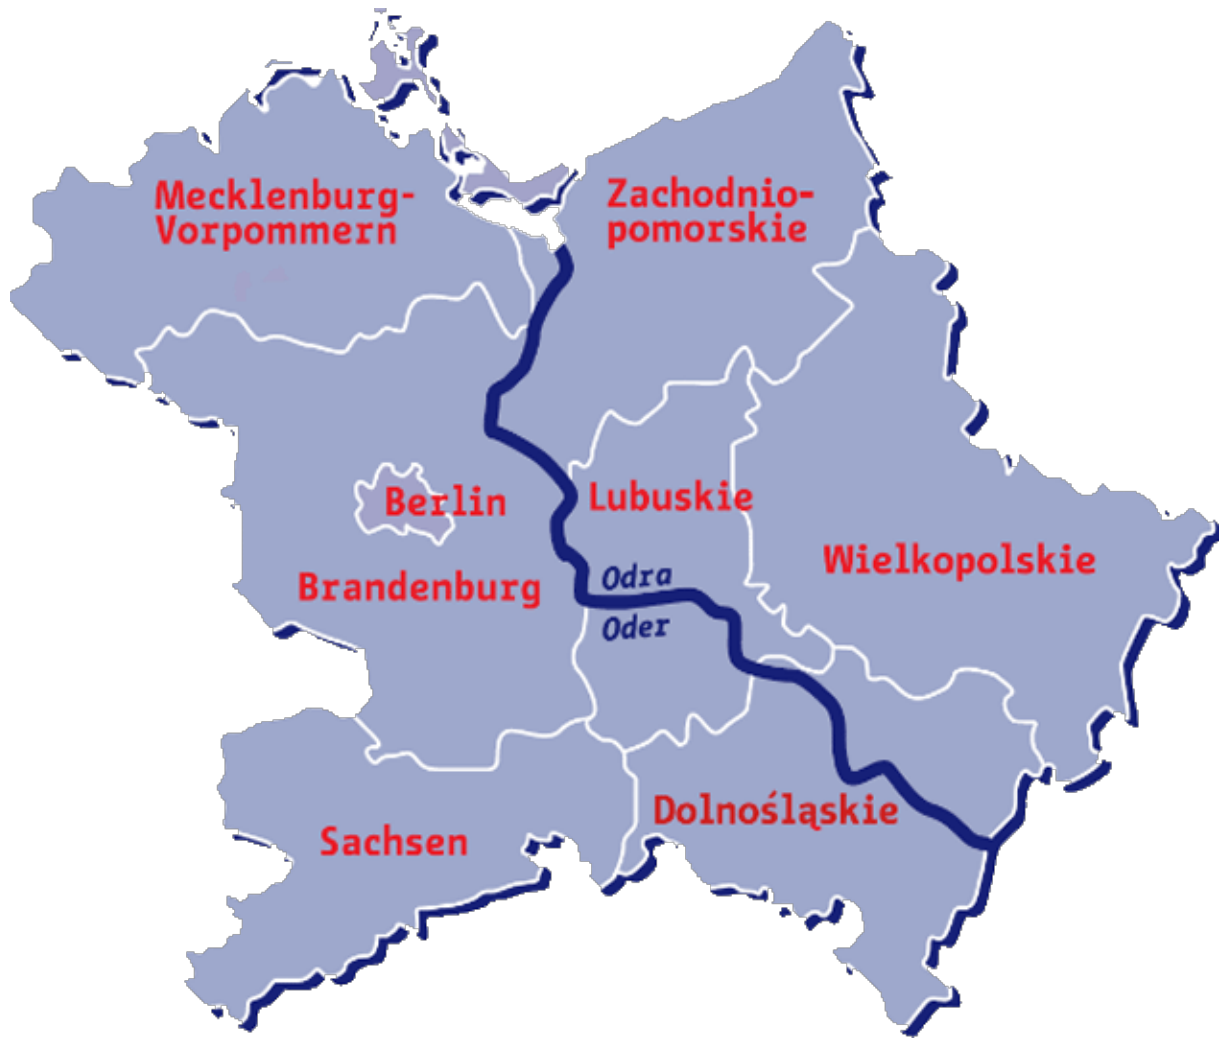 Mecklenburg-
Vorpommern
Zachodnio-
pomorskie
Berlin
Lubuskie
Brandenburg
Wielkopolskie
Odra
Oder
Sachsen
Dolnośląskie